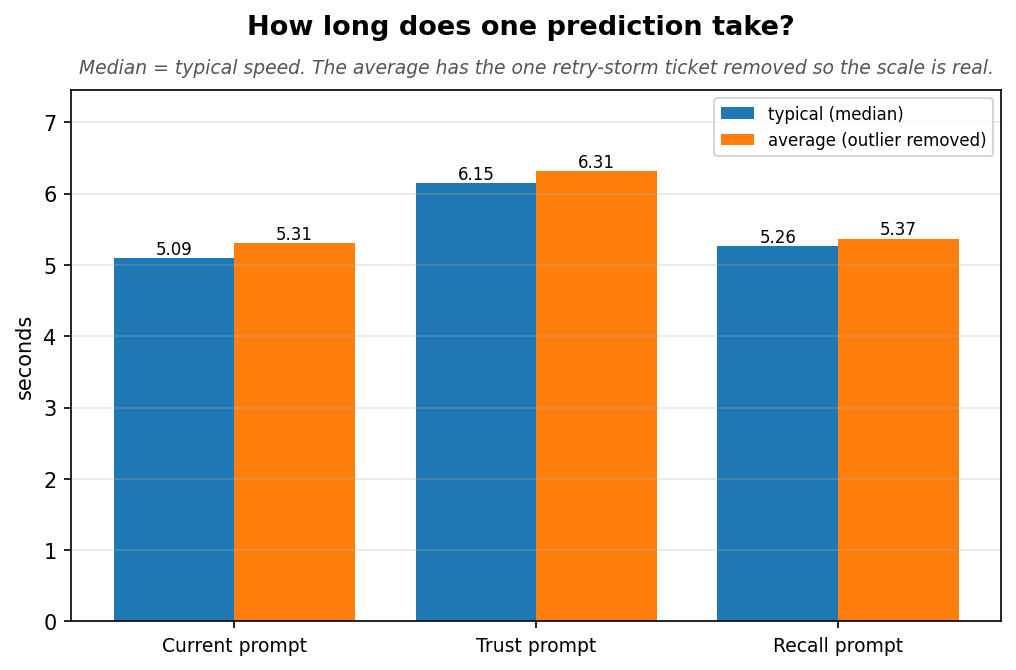 How long does one prediction take?
Median = typical speed. The average has the one retry-storm ticket removed so the scale is real.
typical (median)
average (outlier removed)
seconds
7
6
5
4
3
2
1
0
5.09
5.31
6.15
6.31
5.26
5.37
Current prompt
Trust prompt
Recall prompt